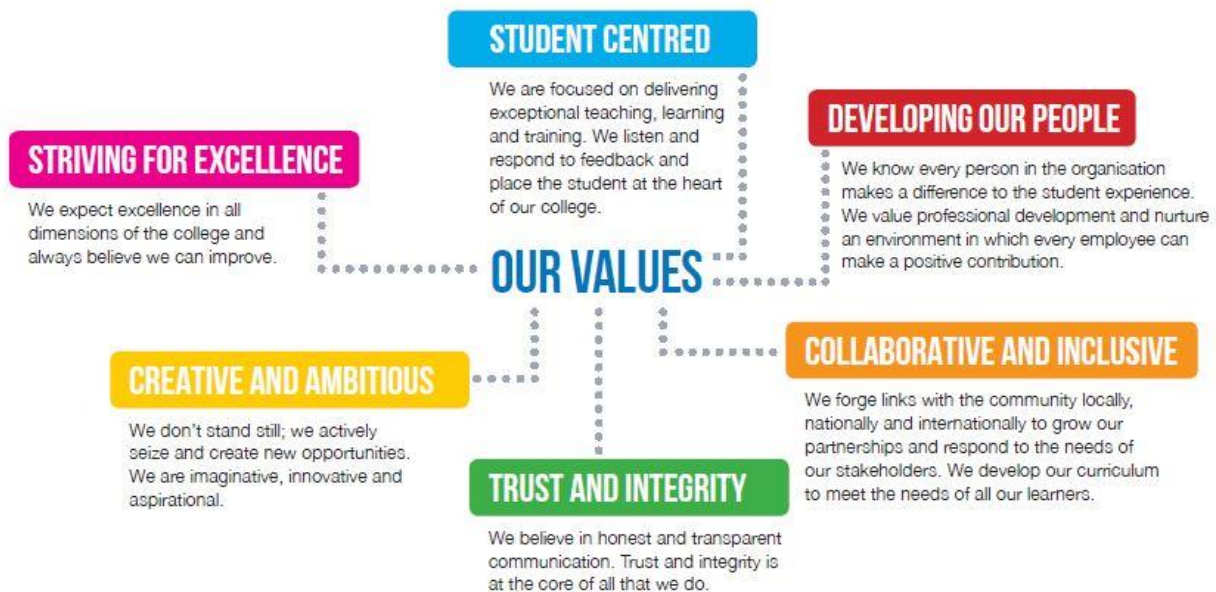 STUDENT CENTRED
We are focused on delivering
exceptional teaching, learning
and training. We listen and
respond to feedback and
place the student at the heart
of our college.
DEVELOPING OUR PEOPLE
We know every person in the organisation
makes a difference to the student experience.
We value professional development and nurture
an environment in which every employee can
make a positive contribution.
STRIVING FOR EXCELLENCE
We expect excellence in all
dimensions of the college and
always believe we can improve.
OUR VALUES
CREATIVE AND AMBITIOUS
We don't stand still; we actively
seize and create new opportunities.
We are imaginative, innovative and
aspirational.
COLLABORATIVE AND INCLUSIVE
We forge links with the community locally,
nationally and internationally to grow our
partnerships and respond to the needs of
our stakeholders. We develop our curriculum
to meet the needs of all our learners.
TRUST AND INTEGRITY
We believe in honest and transparent
communication. Trust and integrity is
at the core of all that we do.